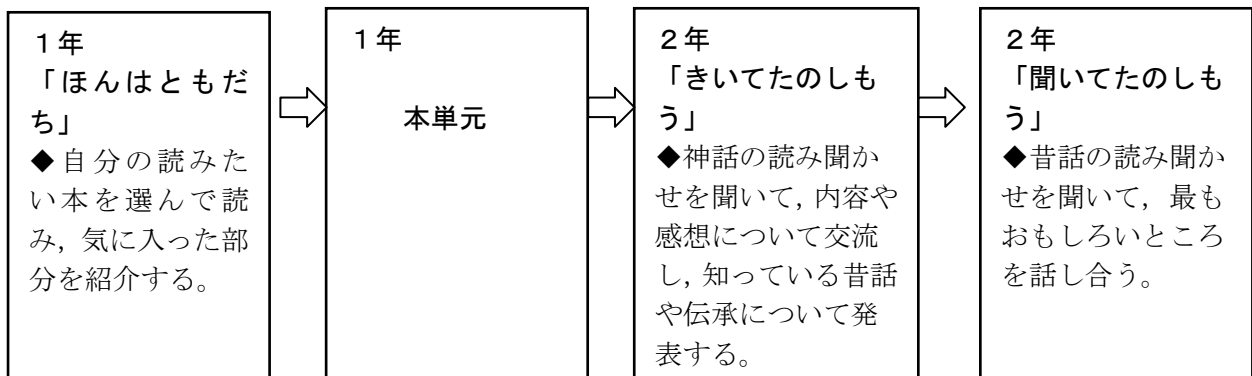 １年
「ほんはともだ
ち」
◆自分の読みた
い本を選んで読
み，気に入った部
分を紹介する。
１年
本単元
２年
「きいてたのしも
う」
◆神話の読み聞か
せを聞いて，内容や
感想について交流
し，知っている昔話
や伝承について発
表する。
２年
「聞いてたのしも
う」
◆昔話の読み聞か
せを聞いて，最も
おもしろいところ
を話し合う。